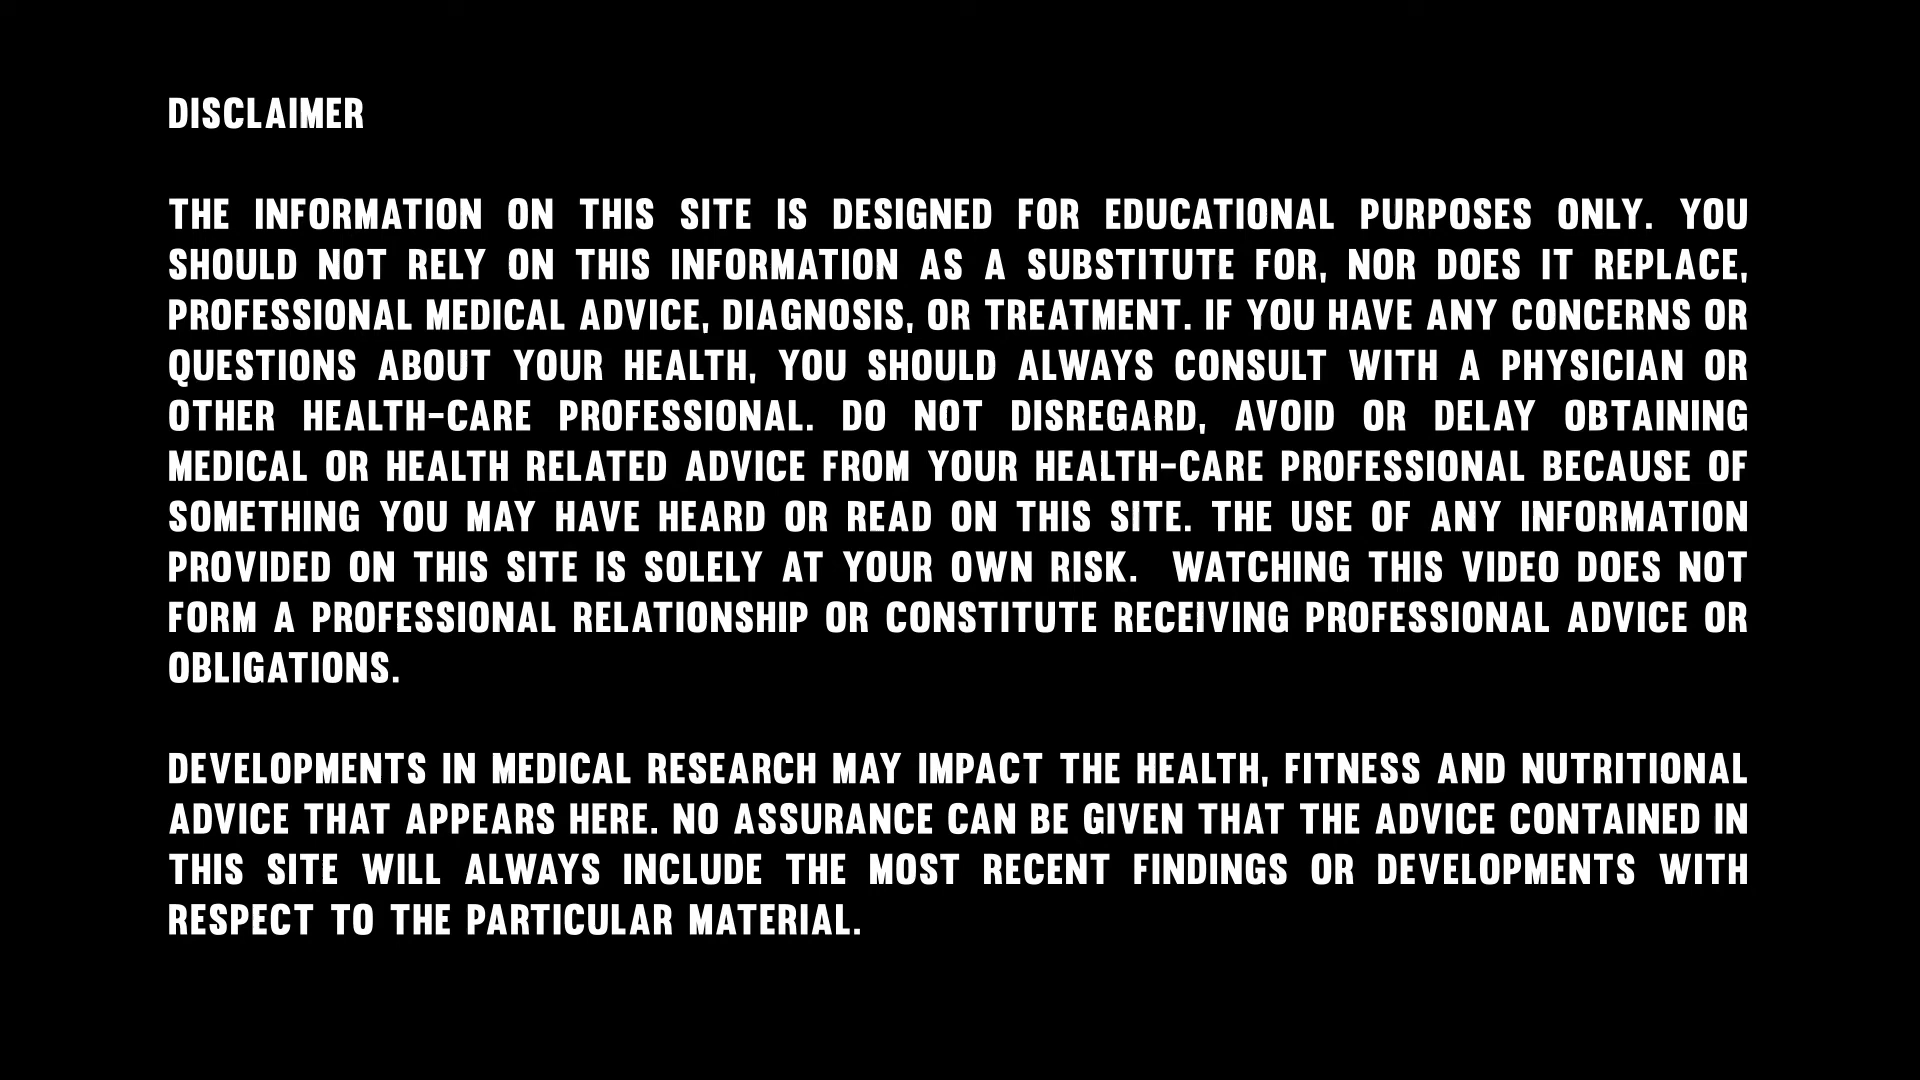 DISCLAIMER
THE INFORMATION ON THIS SITE IS DESIGNED FOR EDUCATIONAL PURPOSES ONLY. YOU
SHOULD NOT RELY ON THIS INFORMATION AS A SUBSTITUTE FOR, NOR DOES IT REPLACE,
PROFESSIONAL MEDICAL ADVICE, DIAGNOSIS, OR TREATMENT. IF YOU HAVE ANY CONCERNS OR
QUESTIONS ABOUT YOUR HEALTH, YOU SHOULD ALWAYS CONSULT WITH A PHYSICIAN OR
OTHER HEALTH-CARE PROFESSIONAL. DO NOT DISREGARD, AVOID OR DELAY OBTAINING
MEDICAL OR HEALTH RELATED ADVICE FROM YOUR HEALTH-CARE PROFESSIONAL BECAUSE OF
SOMETHING YOU MAY HAVE HEARD OR READ ON THIS SITE. THE USE OF ANY INFORMATION
PROVIDED ON THIS SITE IS SOLELY AT YOUR OWN RISK.  WATCHING THIS VIDEO DOES NOT
FORM A PROFESSIONAL RELATIONSHIP OR CONSTITUTE RECEIVING PROFESSIONAL ADVICE OR
OBLIGATIONS.
DEVELOPMENTS IN MEDICAL RESEARCH MAY IMPACT THE HEALTH, FITNESS AND NUTRITIONAL
ADVICE THAT APPEARS HERE. NO ASSURANCE CAN BE GIVEN THAT THE ADVICE CONTAINED IN
THIS SITE WILL ALWAYS INCLUDE THE MOST RECENT FINDINGS OR DEVELOPMENTS WITH
RESPECT TO THE PARTICULAR MATERIAL.